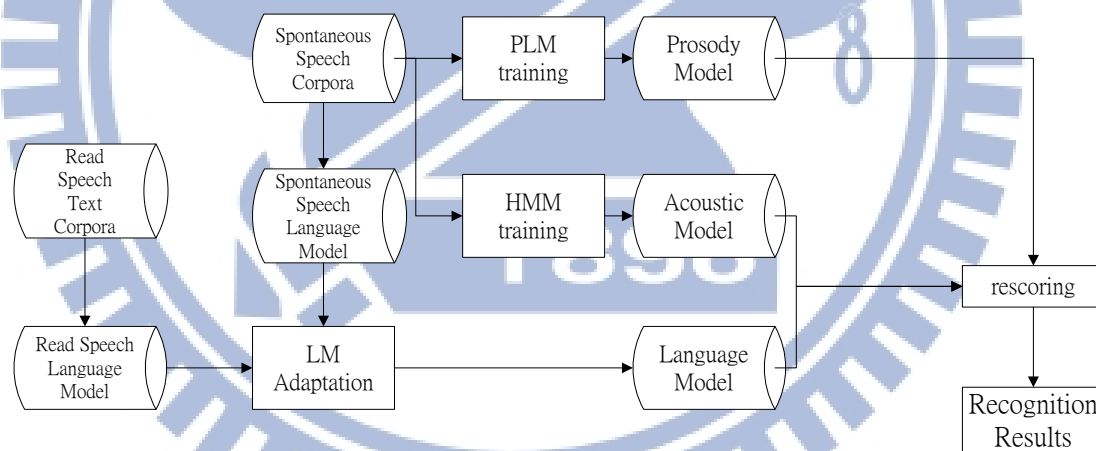 Spontaneous
Speech
Corpora
PLM
training
Prosody
Model
Read
Speech
Text
Corpora
Spontaneous
Speech
Language
Model
HMM
training
Acoustic
Model
1896
rescoring
Read Speech
Language
Model
LM
Adaptation
Language
Model
Recognition
Results